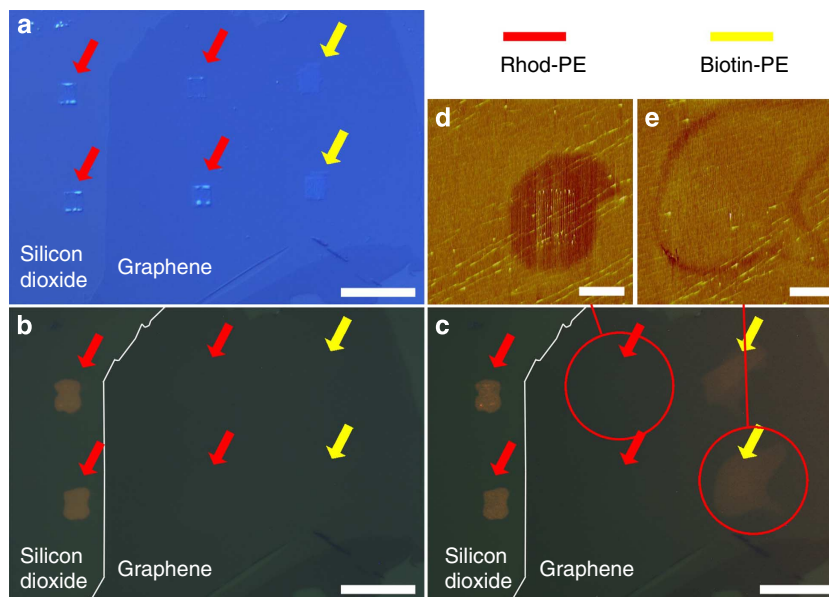 a
Silicon
dioxide
Graphene
Rhod-PE
Biotin-PE
d
e
b
Silicon
dioxide
Graphene
c
Silicon
dioxide
Graphene